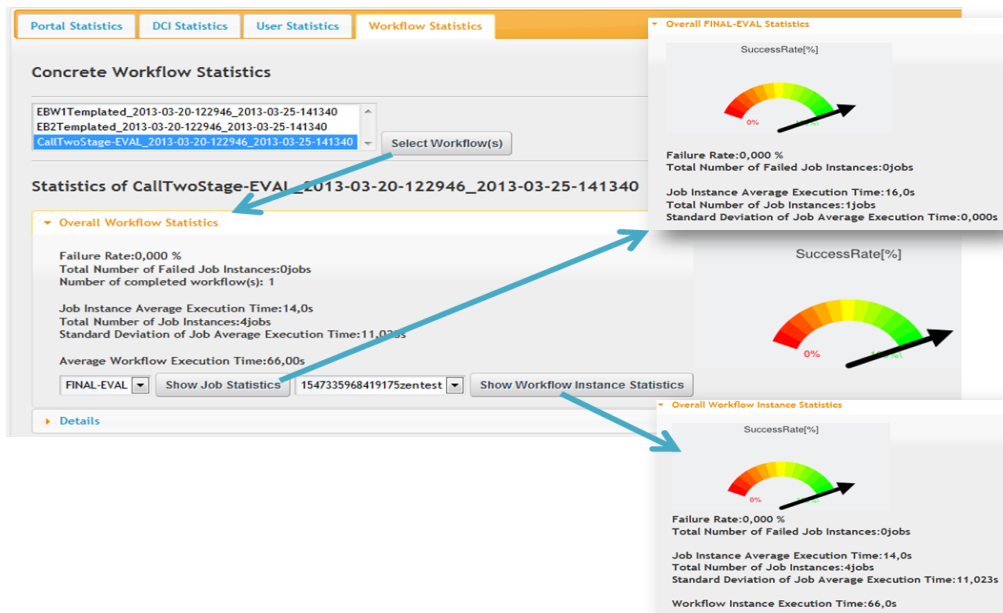 Portal Statistics
DCI Statistics
User Statistics
Workflow Statistics
Concrete Workflow Statistics
EBW1Templated_2013-03-20-122946_2013-03-25-141340
EB2Templated_2013-03-20-122946_2013-03-25-141340
CallTwoStage-EVAL_2013-03-20-122946_2013-03-25-141340
Select Workflow(s)
Statistics of CallTwoStage-EVAL_2013-03-20-122946_2013-03-25-141340
Overall Workflow Statistics
Failure Rate:0,000 %
Total Number of Failed Job Instances:0jobs
Number of completed workflow(s): 1
Job Instance Average Execution Time:14,0s
Total Number of Job Instances:4jobs
Standard Deviation of Job Average Execution Time:11,023s
Average Workflow Execution Time:66,00s
FINAL-EVAL
Show Job Statistics
1547335968419175zentest
Show Workflow Instance Statistics
Details
SuccessRate[%]
0%
Overall FINAL-EVAL Statistics
SuccessRate[%]
0%
Failure Rate:0,000 %
Total Number of Failed Job Instances:0jobs
Job Instance Average Execution Time:16,0s
Total Number of Job Instances:1jobs
Standard Deviation of Job Average Execution Time:0,000s
Overall Workflow Instance Statistics
SuccessRate[%]
0%
Failure Rate:0,000 %
Total Number of Failed Job Instances:0jobs
Job Instance Average Execution Time:14,0s
Total Number of Job Instances:4jobs
Standard Deviation of Job Average Execution Time:11,023s
Workflow Instance Execution Time:66,0s